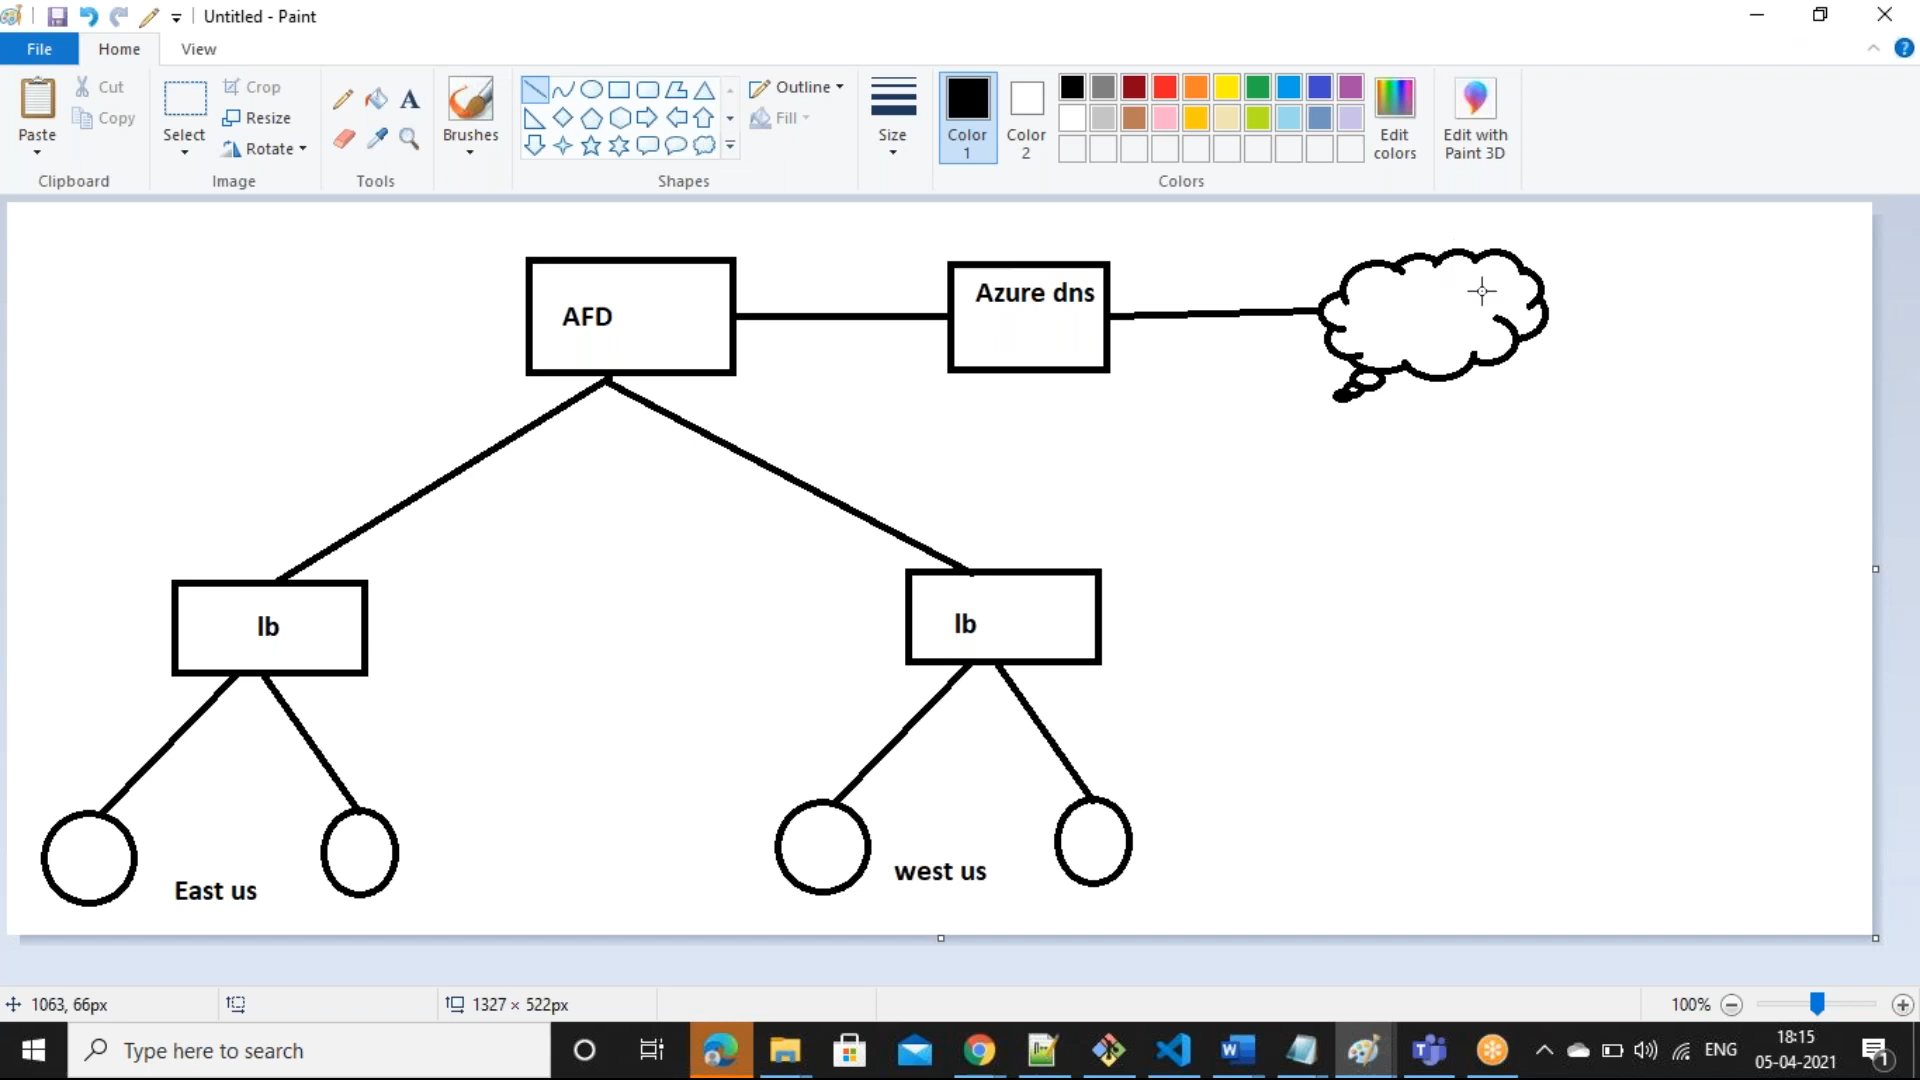 Untitled - Paint
File Home View
Paste
Cut
Copy
Clipboard
Select
Crop
Resize
Rotate
Image
A
Tools
Brushes
Shapes
Outline
Fill
Size
Color 1
Color 2
Edit colors
Colors
Edit with Paint 3D
AFD
Azure dns
lb
lb
East us
west us
1063, 66px
1327 × 522px
100%
Type here to search
ENG
18:15
05-04-2021
1